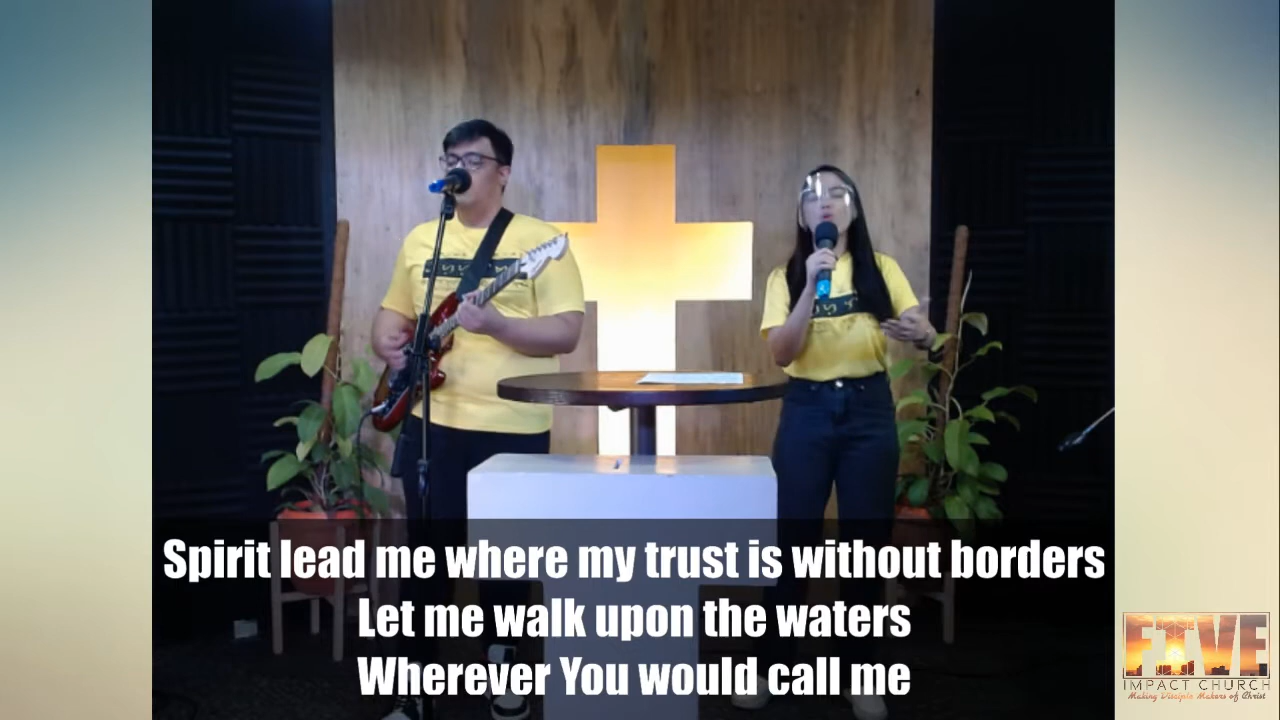 Spirit lead me where my trust is without borders
Let me walk upon the waters
Wherever You would call me
FIVE
IMPACT CHURCH
Making Disciple Makers of Christ